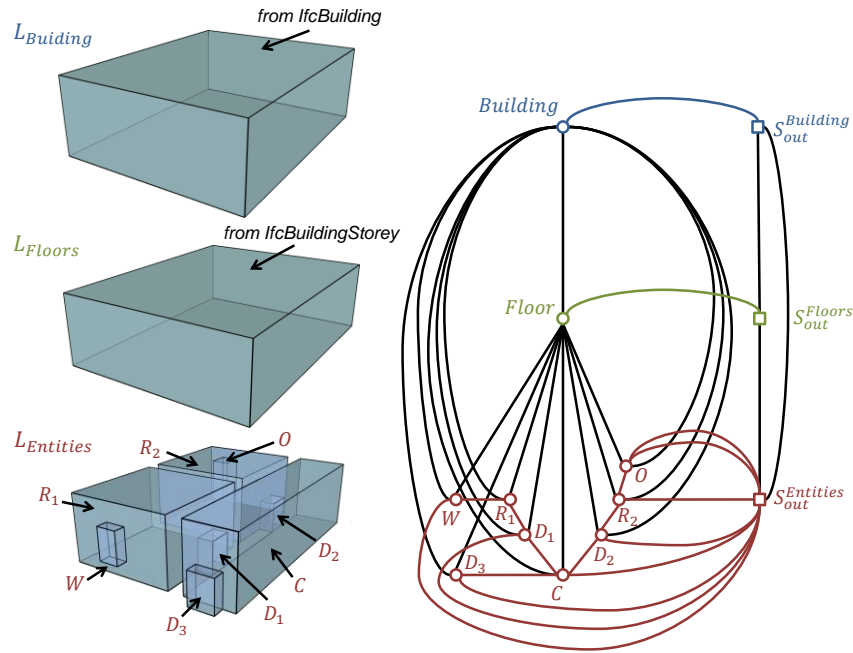 L_Buiding
from IfcBuilding
L_Floors
from IfcBuildingStorey
L_Entities
R_2
O
R_1
W
D_3
D_1
C
D_2
Building
S_out^Building
Floor
S_out^Floors
O
W
R_1
R_2
S_out^Entities
D_1
D_2
D_3
C